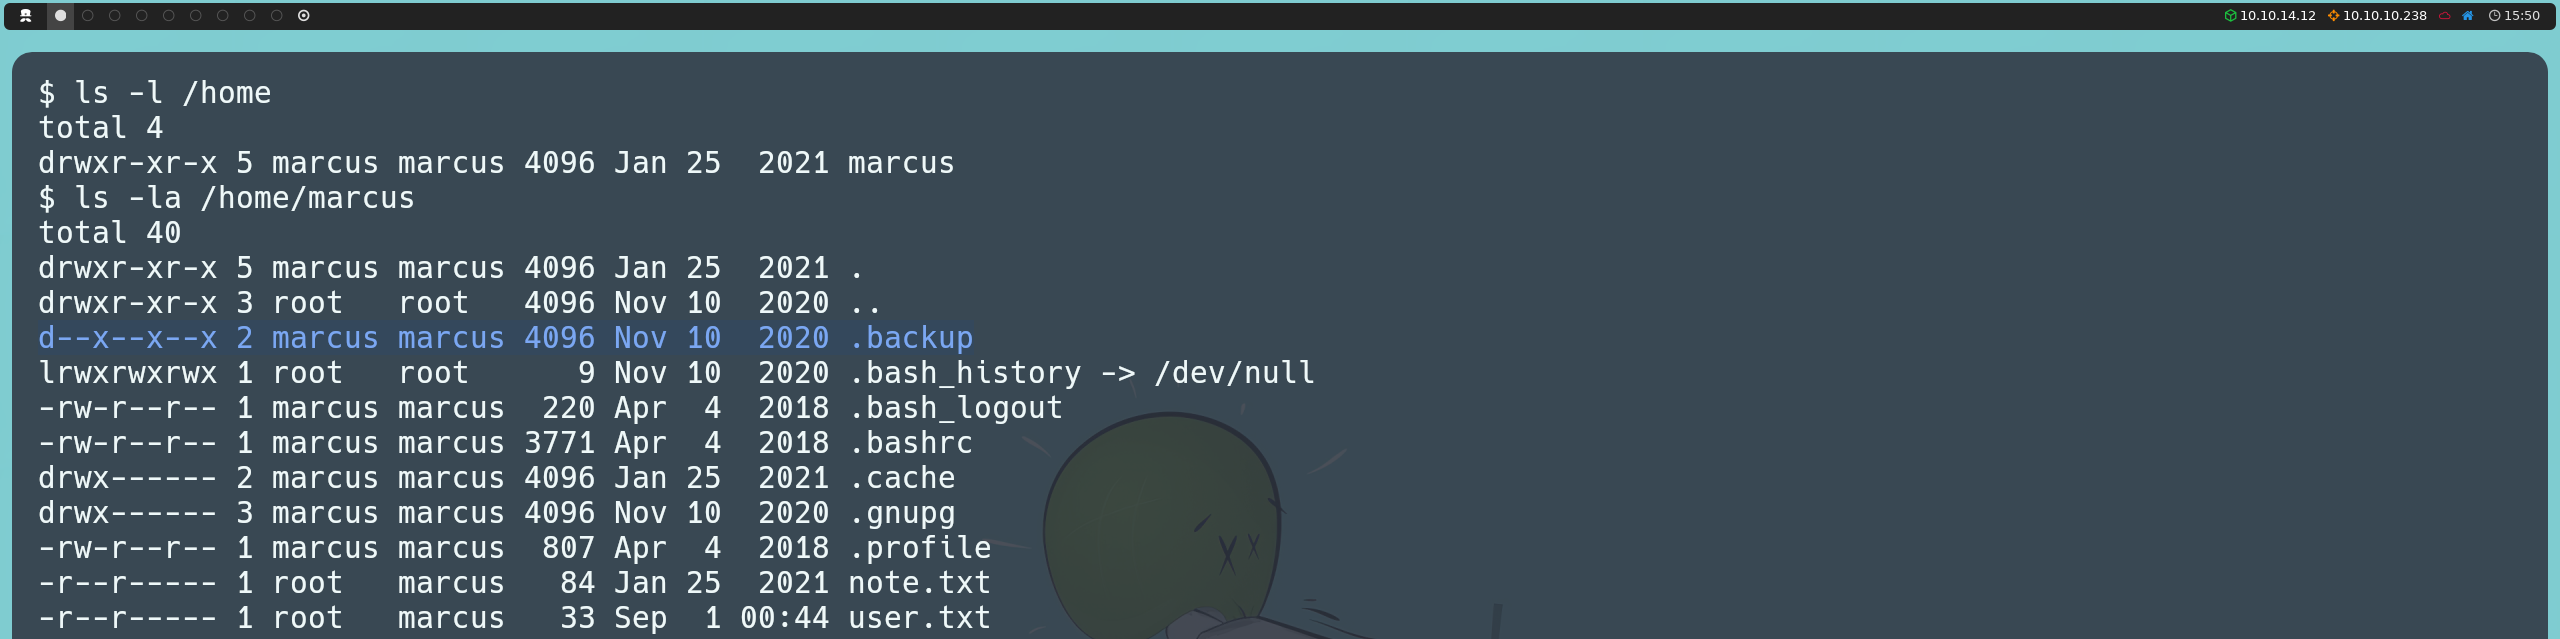 10.10.14.12 10.10.10.238 15:50
$ ls -l /home
total 4
drwxr-xr-x 5 marcus marcus 4096 Jan 25  2021 marcus
$ ls -la /home/marcus
total 40
drwxr-xr-x 5 marcus marcus 4096 Jan 25  2021 .
drwxr-xr-x 3 root   root   4096 Nov 10  2020 ..
d--x--x--x 2 marcus marcus 4096 Nov 10  2020 .backup
lrwxrwxrwx 1 root   root      9 Nov 10  2020 .bash_history -> /dev/null
-rw-r--r-- 1 marcus marcus  220 Apr  4  2018 .bash_logout
-rw-r--r-- 1 marcus marcus 3771 Apr  4  2018 .bashrc
drwx------ 2 marcus marcus 4096 Jan 25  2021 .cache
drwx------ 3 marcus marcus 4096 Nov 10  2020 .gnupg
-rw-r--r-- 1 marcus marcus  807 Apr  4  2018 .profile
-r--r----- 1 root   marcus   84 Jan 25  2021 note.txt
-r--r----- 1 root   marcus   33 Sep  1 00:44 user.txt